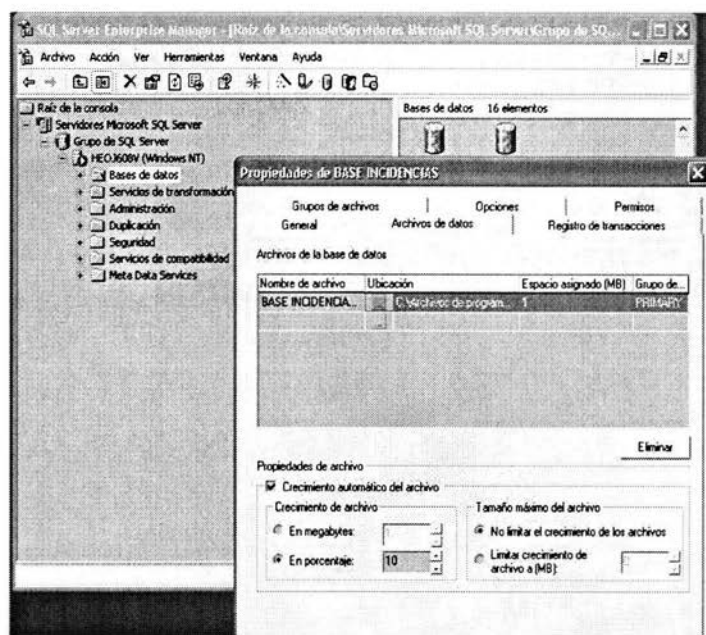 SQL Server Enterprise Manager - [Raíz de la consola\Servidores Microsoft SQL Server\Grupo de SQ...
Archivo Acción Ver Herramientas Ventana Ayuda
Raíz de la consola
Servidores Microsoft SQL Server
Grupo de SQL Server
(Windows NT)
Bases de datos
Servicios de transformación
Administración
Duplicación
Seguridad
Servicios de compatibilidad
Meta Data Services
Bases de datos 16 elementos
Propiedades de BASE INCIDENCIAS
Grupos de archivos Opciones Permisos
General Archivos de datos Registro de transacciones
Archivos de la base de datos
Nombre de archivo Ubicación Espacio asignado (MB) Grupo de...
BASE INCIDENCIA... ... C:\Archivos de program... 1 PRIMARY
...
Eliminar
Propiedades de archivo
Crecimiento automático del archivo
Crecimiento de archivo
En megabytes:
En porcentaje: 10
Tamaño máximo del archivo
No limitar el crecimiento de los archivos
Limitar crecimiento de
archivo a (MB):